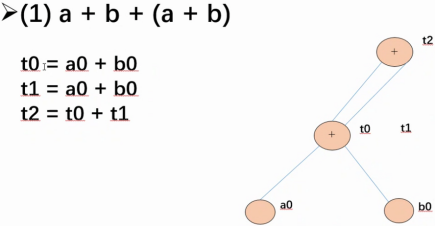 ➢(1) a + b + (a + b)
t0 = a0 + b0
t1 = a0 + b0
t2 = t0 + t1
+ t2
+ t0 t1
a0
b0